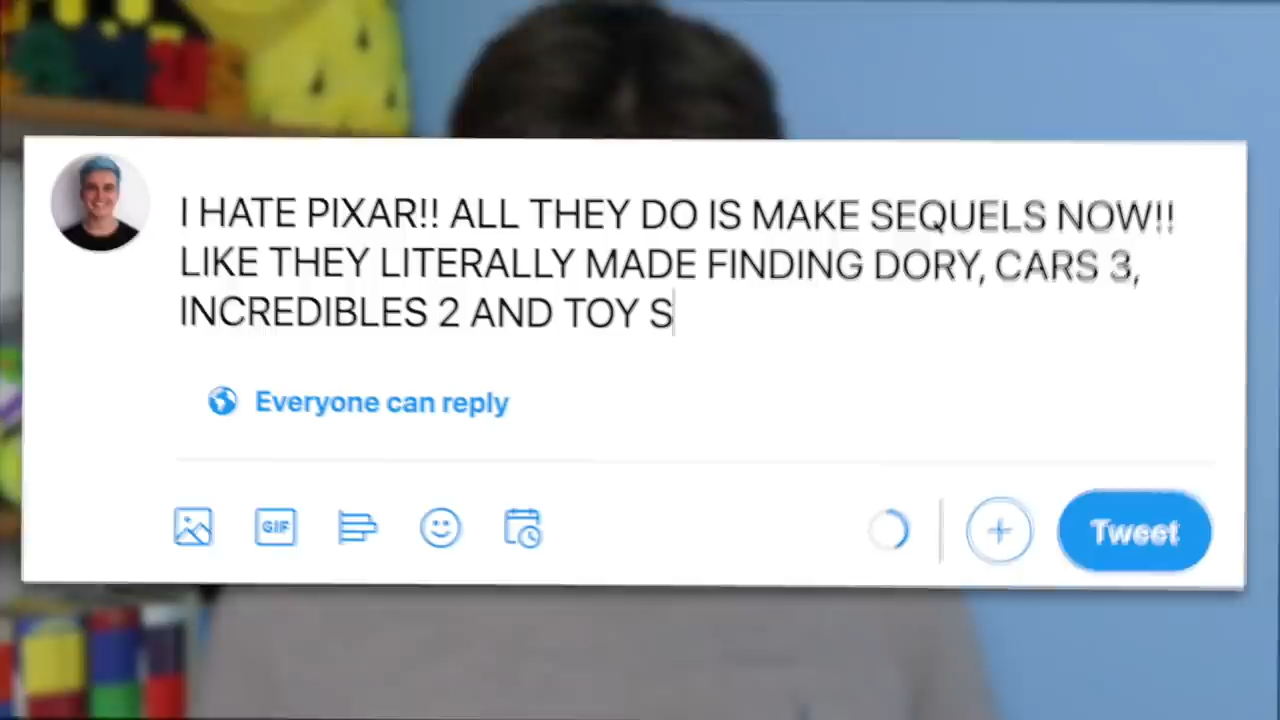 I HATE PIXAR!! ALL THEY DO IS MAKE SEQUELS NOW!!
LIKE THEY LITERALLY MADE FINDING DORY, CARS 3,
INCREDIBLES 2 AND TOY S
Everyone can reply
GIF
Tweet